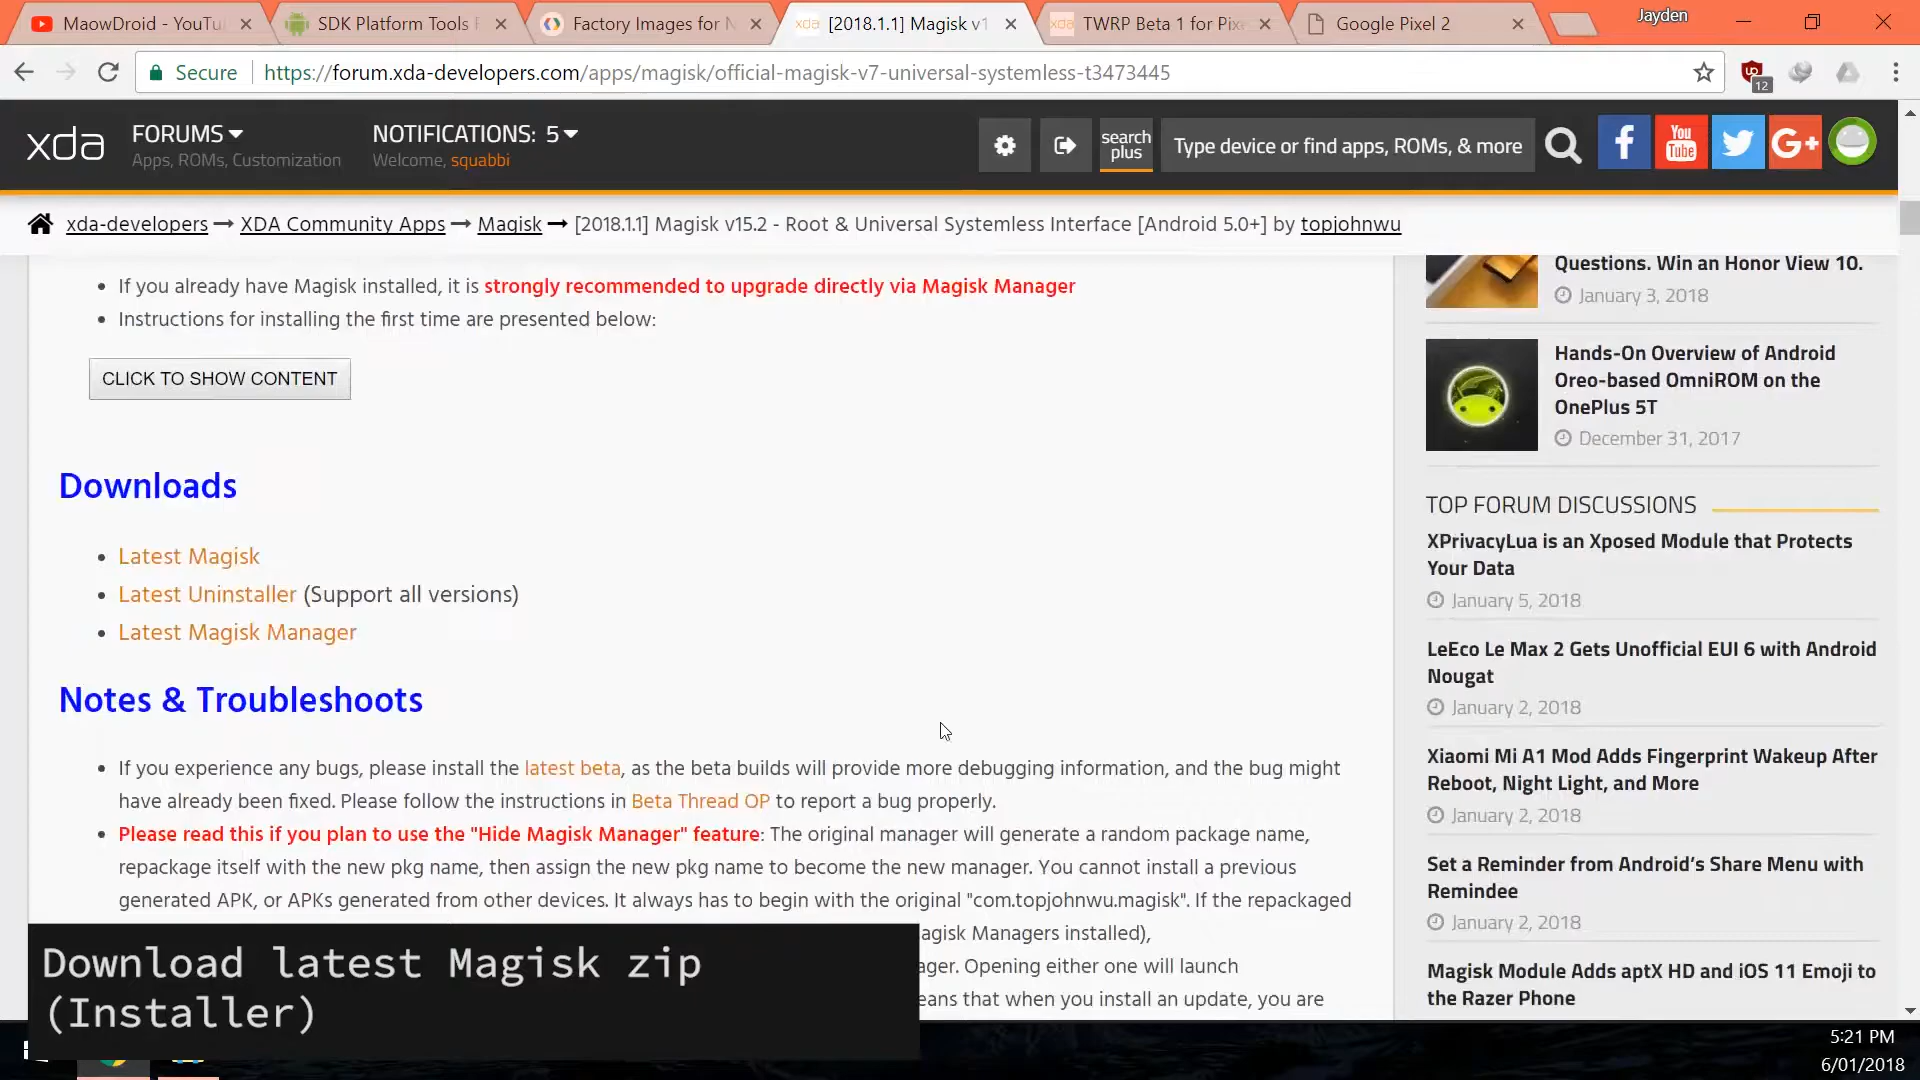 MaowDroid - YouTu
SDK Platform Tools
Factory Images for N
[2018.1.1] Magisk v1
TWRP Beta 1 for Pix
Google Pixel 2
Jayden
Secure
https://forum.xda-developers.com/apps/magisk/official-magisk-v7-universal-systemless-t3473445
12
xda
FORUMS
Apps, ROMs, Customization
NOTIFICATIONS: 5
Welcome, squabbi
search plus
Type device or find apps, ROMs, & more
You Tube
G+
xda-developers → XDA Community Apps → Magisk → [2018.1.1] Magisk v15.2 - Root & Universal Systemless Interface [Android 5.0+] by topjohnwu
• If you already have Magisk installed, it is strongly recommended to upgrade directly via Magisk Manager
• Instructions for installing the first time are presented below:
CLICK TO SHOW CONTENT
Downloads
• Latest Magisk
• Latest Uninstaller (Support all versions)
• Latest Magisk Manager
Notes & Troubleshoots
• If you experience any bugs, please install the latest beta, as the beta builds will provide more debugging information, and the bug might
have already been fixed. Please follow the instructions in Beta Thread OP to report a bug properly.
• Please read this if you plan to use the "Hide Magisk Manager" feature: The original manager will generate a random package name,
repackage itself with the new pkg name, then assign the new pkg name to become the new manager. You cannot install a previous
generated APK, or APKs generated from other devices. It always has to begin with the original "com.topjohnwu.magisk". If the repackaged
agisk Managers installed),
ager. Opening either one will launch
eans that when you install an update, you are
Questions. Win an Honor View 10.
January 3, 2018
Hands-On Overview of Android
Oreo-based OmniROM on the
OnePlus 5T
December 31, 2017
TOP FORUM DISCUSSIONS
XPrivacyLua is an Xposed Module that Protects
Your Data
January 5, 2018
LeEco Le Max 2 Gets Unofficial EUI 6 with Android
Nougat
January 2, 2018
Xiaomi Mi A1 Mod Adds Fingerprint Wakeup After
Reboot, Night Light, and More
January 2, 2018
Set a Reminder from Android's Share Menu with
Remindee
January 2, 2018
Magisk Module Adds aptX HD and iOS 11 Emoji to
the Razer Phone
Download latest Magisk zip
(Installer)
5:21 PM
6/01/2018